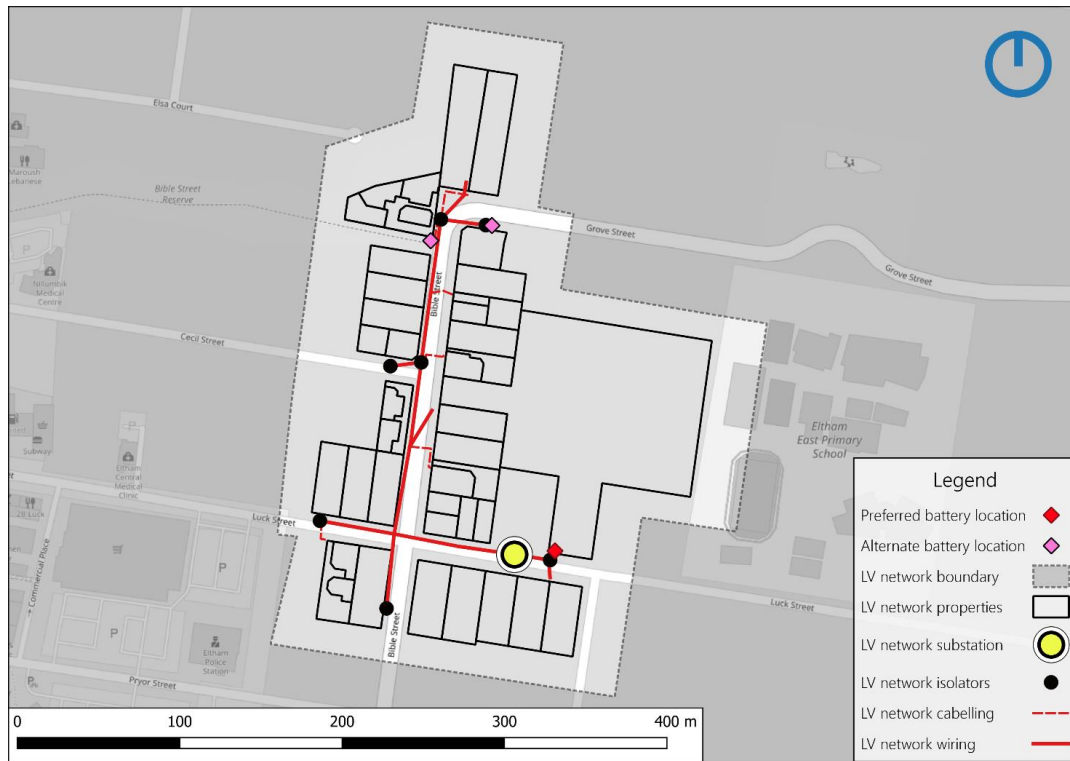 Elsa Court
Maroush
Lebanese
Bible Street
Reserve
Grove Street
Grove Street
Nillumbik
Medical
Centre
Bible Street
Cecil Street
P
Subway
Eltham
Central
Medical
Clinic
Eltham
East Primary
School
2B Luck
Luck Street
Commercial Place
P
P
P
Eltham
Police
Station
Bible Street
Luck Street
Pryor Street
Legend
Preferred battery location
Alternate battery location
LV network boundary
LV network properties
LV network substation
LV network isolators
LV network cabelling
LV network wiring
0 100 200 300 400 m